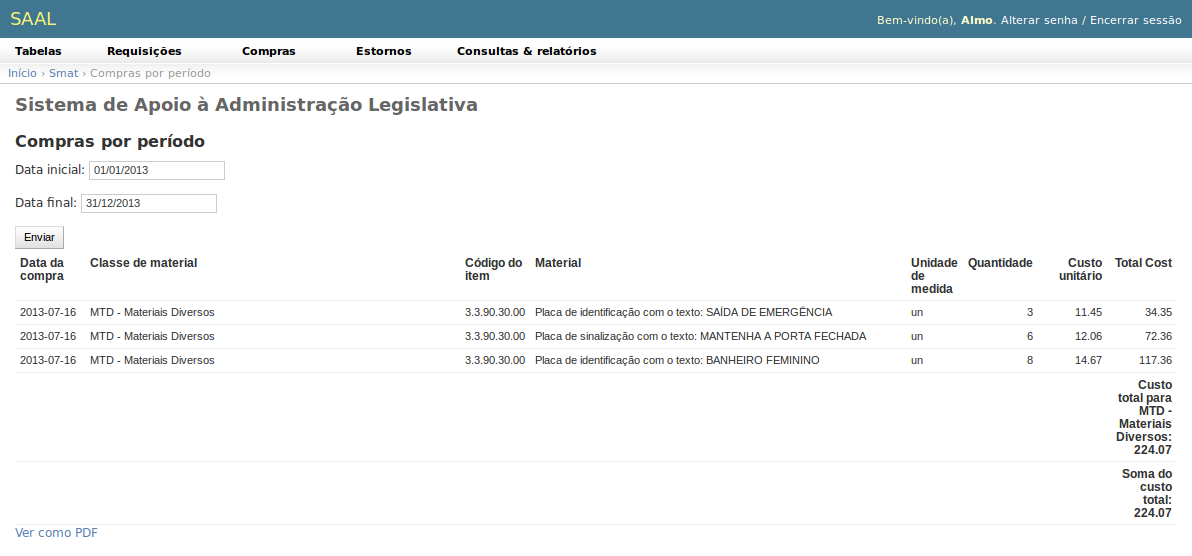 SAAL
Bem-vindo(a), Almo. Alterar senha / Encerrar sessão
Tabelas Requisições Compras Estornos Consultas & relatórios
Início › Smat › Compras por período
Sistema de Apoio à Administração Legislativa
Compras por período
Data inicial: 01/01/2013
Data final: 31/12/2013
Enviar
Data da compra Classe de material Código do item Material Unidade de medida Quantidade Custo unitário Total Cost
2013-07-16 MTD - Materiais Diversos 3.3.90.30.00 Placa de identificação com o texto: SAÍDA DE EMERGÊNCIA un 3 11.45 34.35
2013-07-16 MTD - Materiais Diversos 3.3.90.30.00 Placa de sinalização com o texto: MANTENHA A PORTA FECHADA un 6 12.06 72.36
2013-07-16 MTD - Materiais Diversos 3.3.90.30.00 Placa de identificação com o texto: BANHEIRO FEMININO un 8 14.67 117.36
Custo
total para
MTD -
Materiais
Diversos:
224.07
Soma do
custo
total:
224.07
Ver como PDF